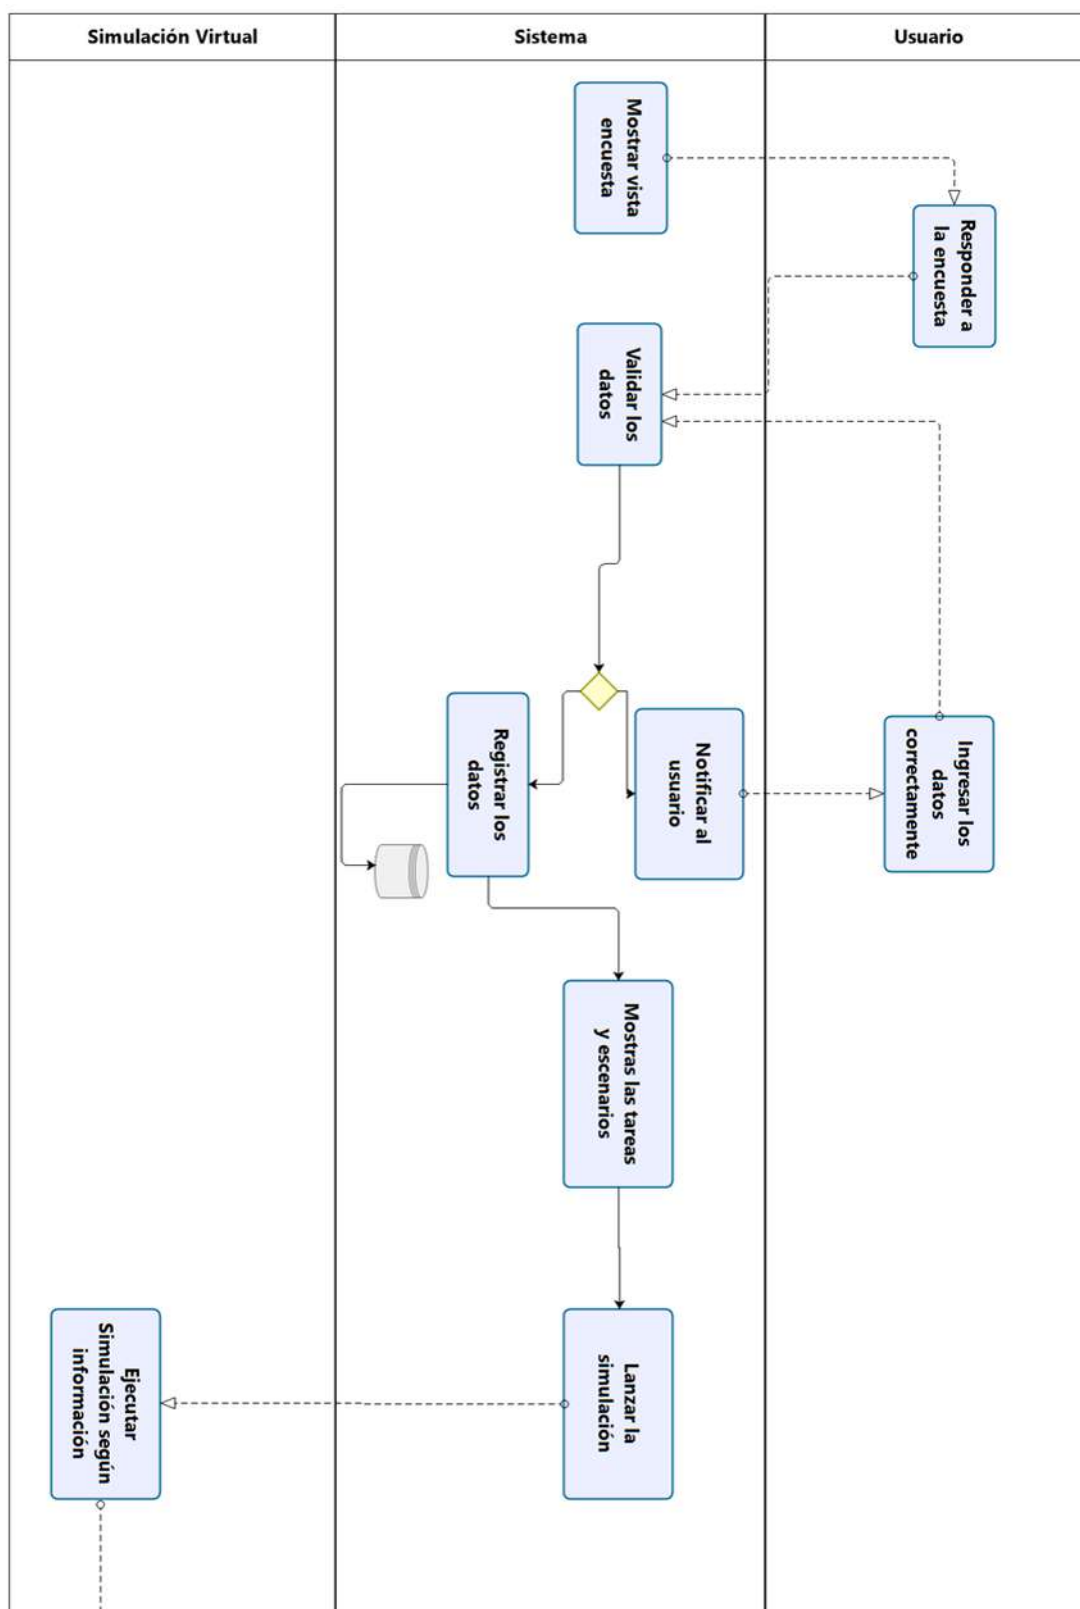 Simulación Virtual
Sistema
Usuario
Mostrar vista
encuesta
Responder a
la encuesta
Validar los
datos
Notificar al
usuario
Ingresar los
datos
correctamente
Registrar los
datos
Mostras las tareas
y escenarios
Lanzar la
simulación
Ejecutar
Simulación según
información